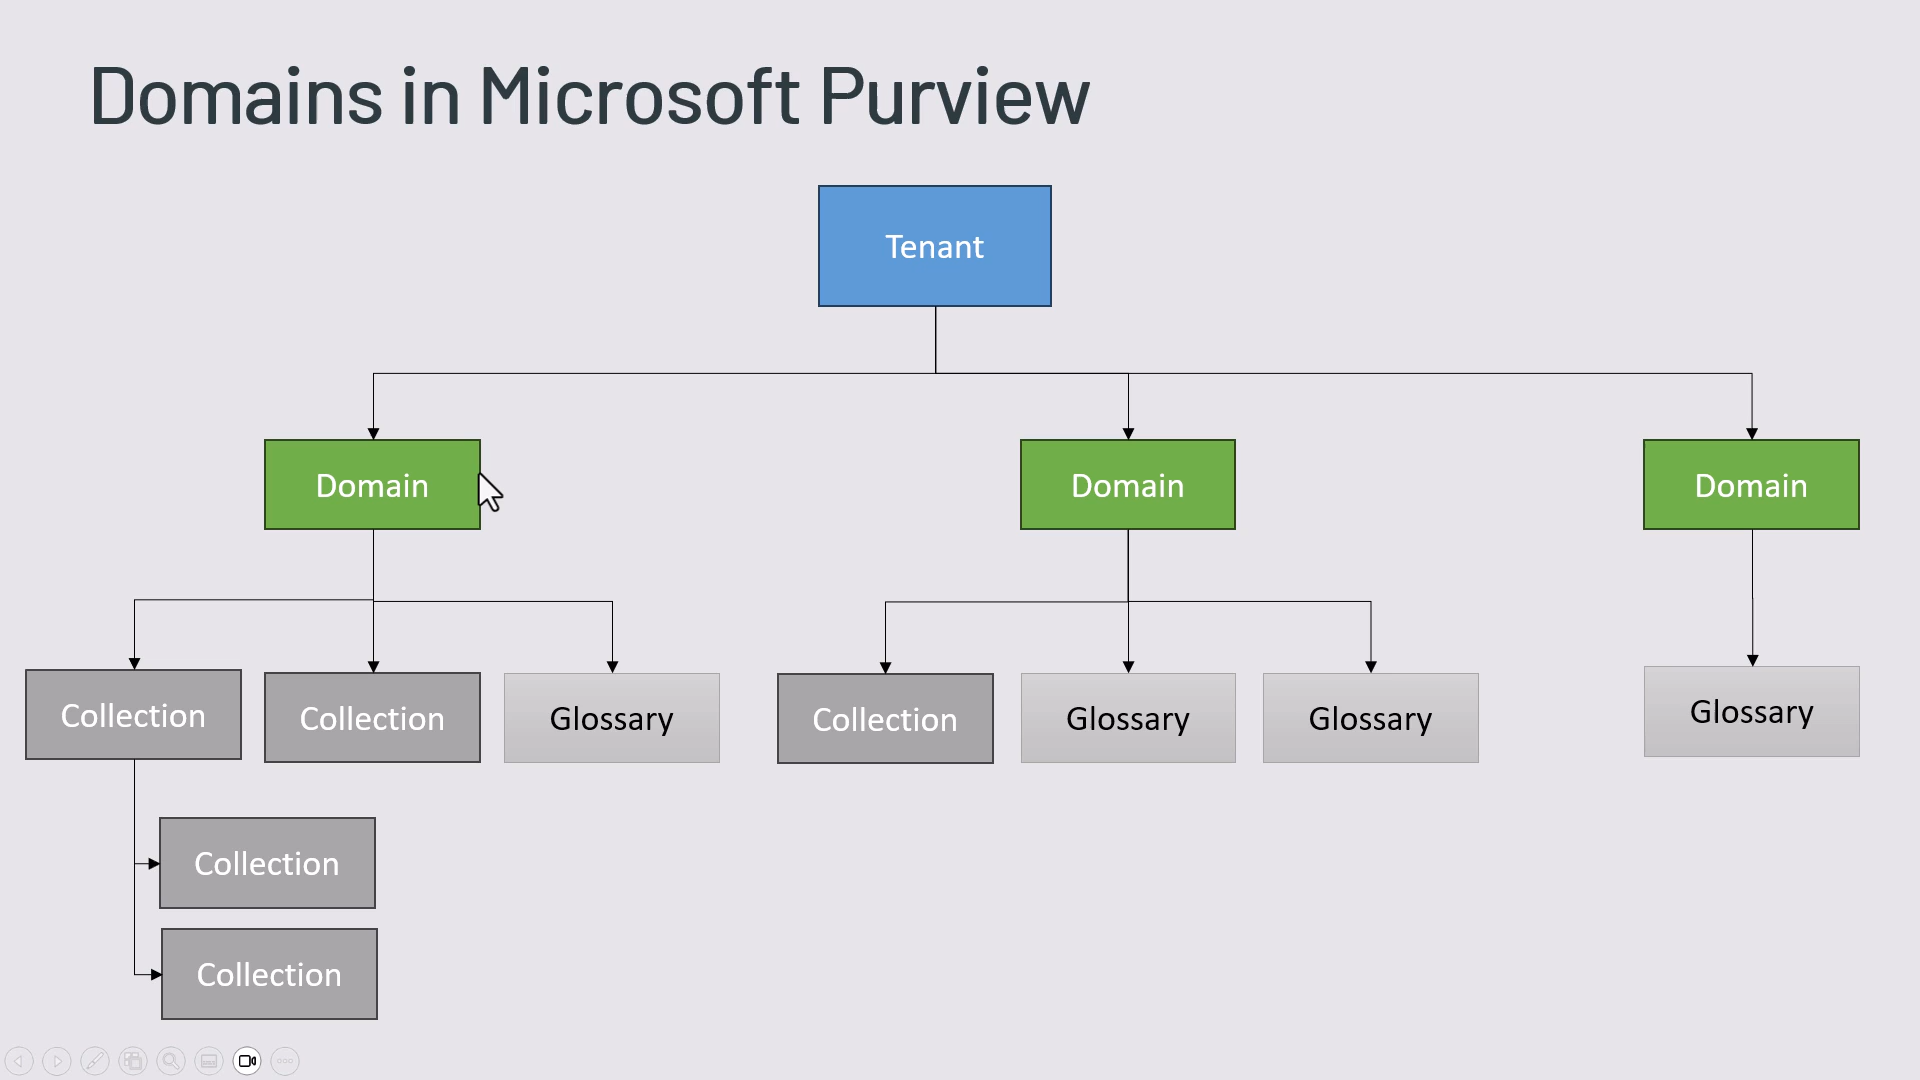 Domains in Microsoft Purview
Tenant
Domain
Domain
Domain
Collection
Collection
Glossary
Collection
Glossary
Glossary
Glossary
Collection
Collection